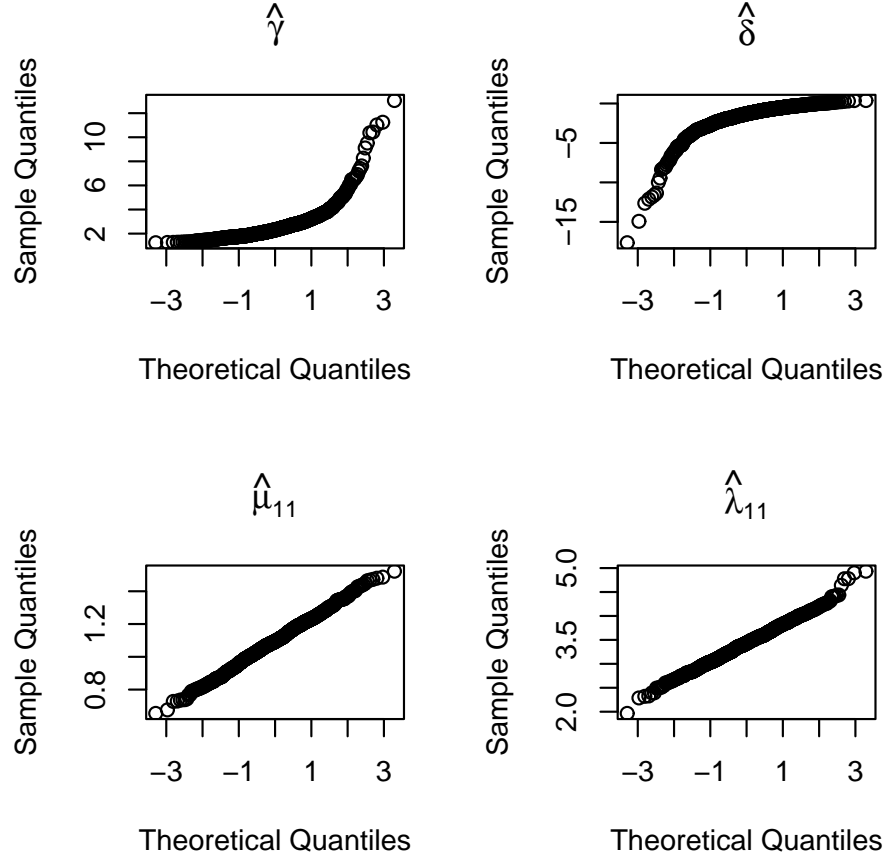 γ̂
Sample Quantiles
2 6 10
−3 −1 1 3
Theoretical Quantiles
δ̂
Sample Quantiles
−15 −5
−3 −1 1 3
Theoretical Quantiles
μ̂₁₁
Sample Quantiles
0.8 1.2
−3 −1 1 3
Theoretical Quantiles
λ̂₁₁
Sample Quantiles
2.0 3.5 5.0
−3 −1 1 3
Theoretical Quantiles